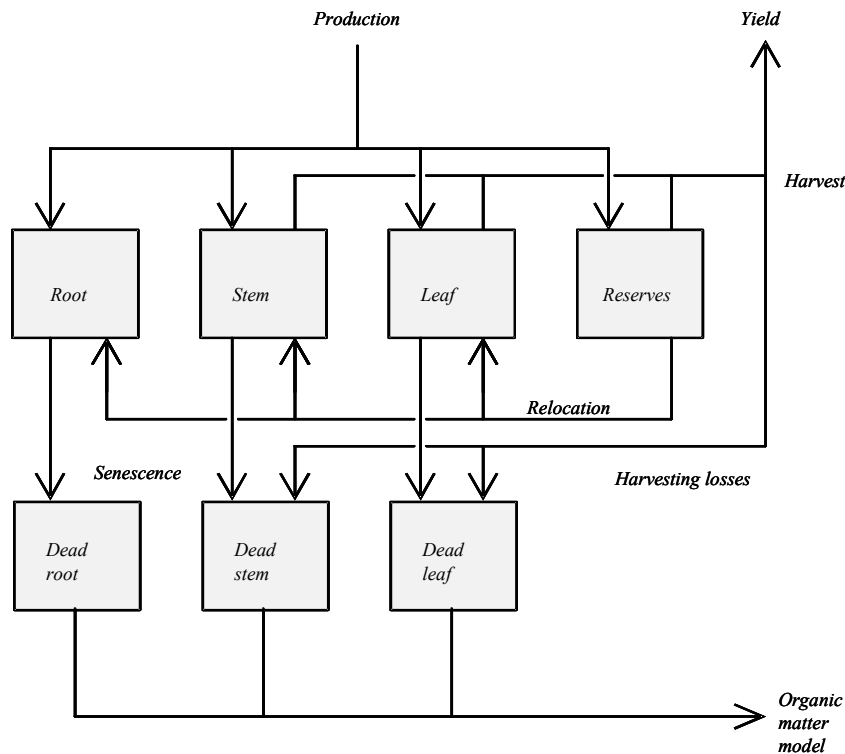 Production
Yield
Harvest
Root
Stem
Leaf
Reserves
Relocation
Senescence
Harvesting losses
Dead
root
Dead
stem
Dead
leaf
Organic
matter
model